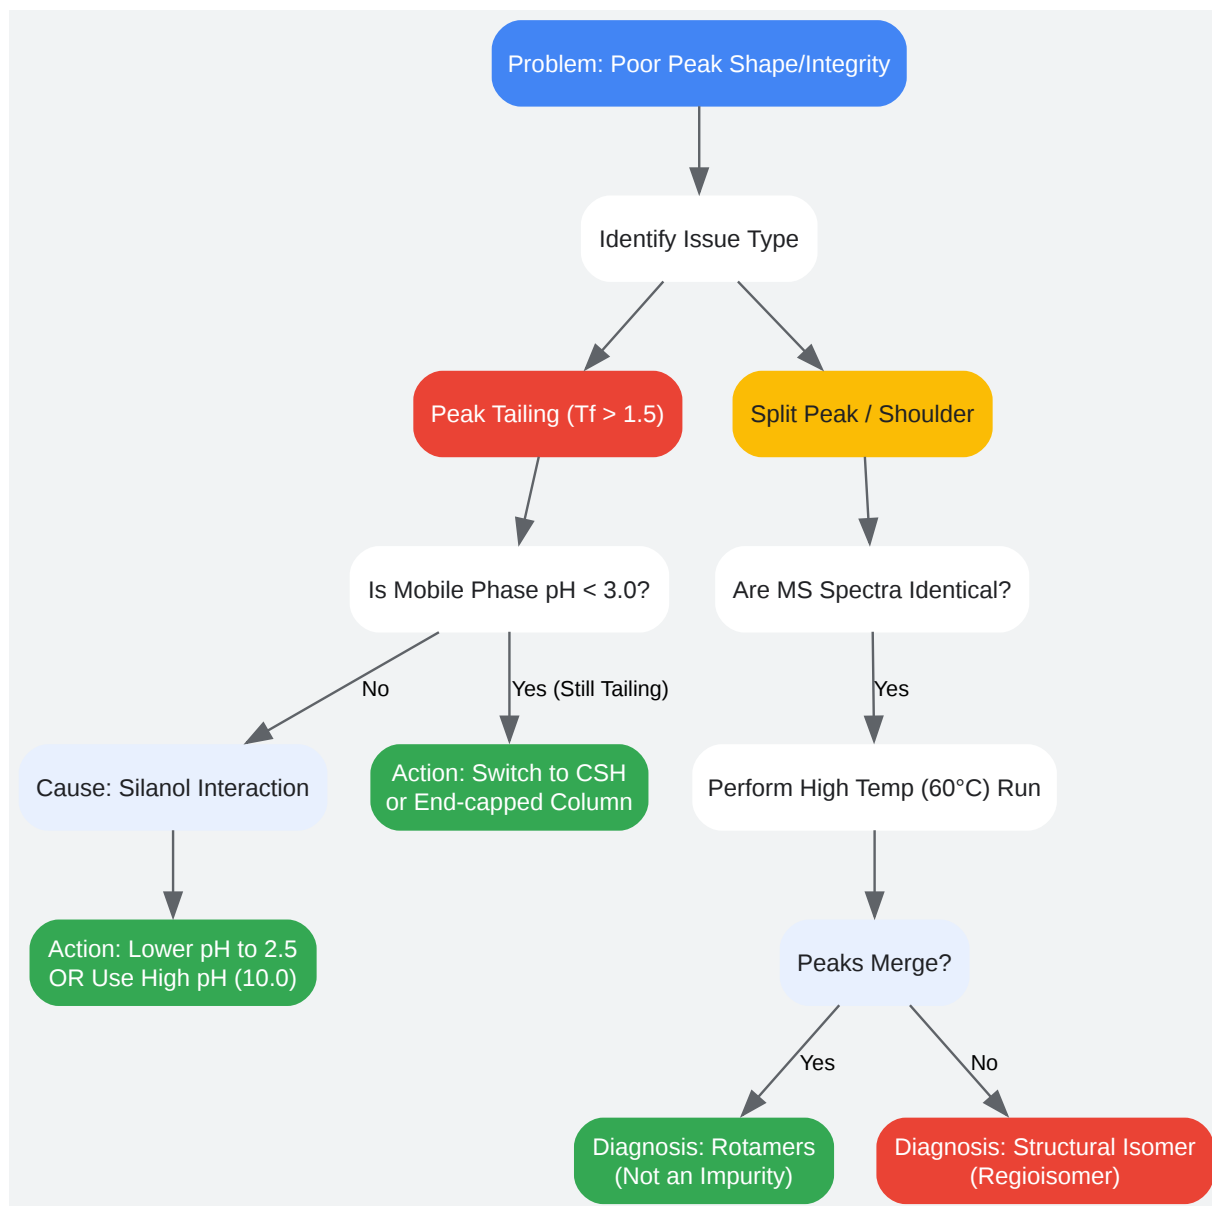 Problem: Poor Peak Shape/Integrity
Identify Issue Type
Peak Tailing (Tf > 1.5)
Split Peak / Shoulder
Is Mobile Phase pH < 3.0?
Are MS Spectra Identical?
No
Yes (Still Tailing)
Yes
Cause: Silanol Interaction
Action: Switch to CSH
or End-capped Column
Perform High Temp (60°C) Run
Action: Lower pH to 2.5
OR Use High pH (10.0)
Peaks Merge?
Yes
No
Diagnosis: Rotamers
(Not an Impurity)
Diagnosis: Structural Isomer
(Regioisomer)